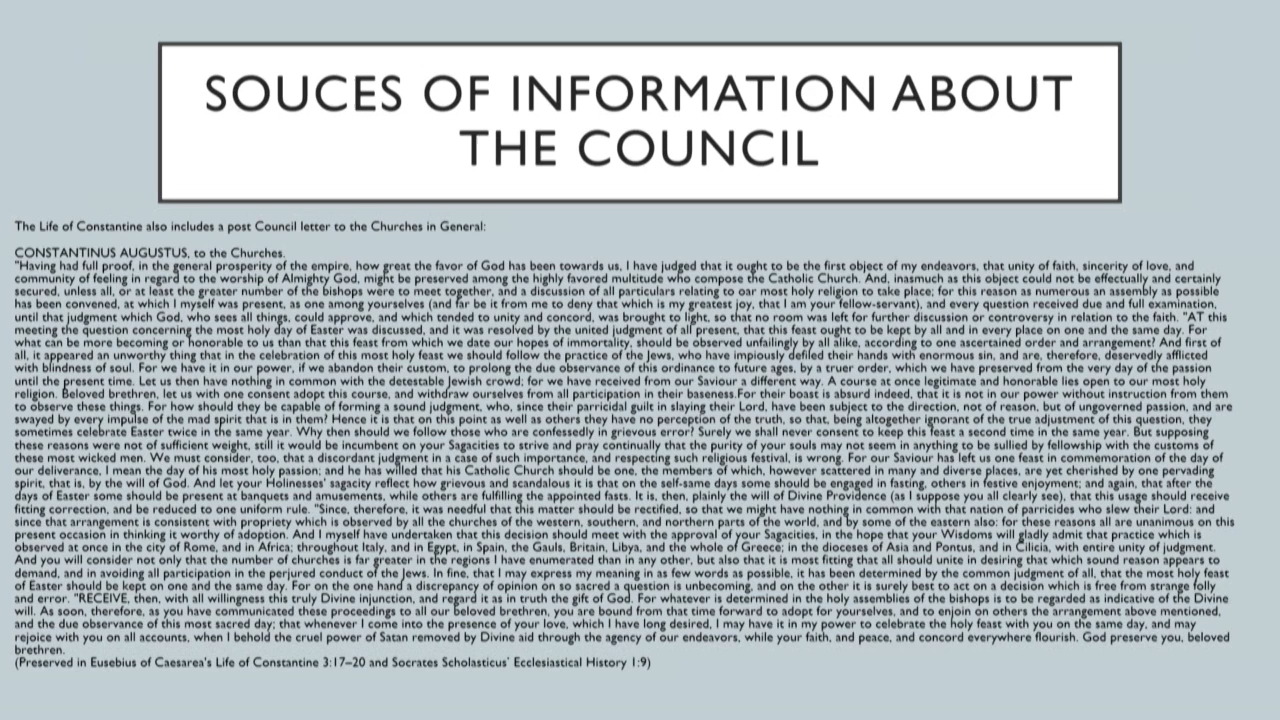 SOUCES OF INFORMATION ABOUT
THE COUNCIL
The Life of Constantine also includes a post Council letter to the Churches in General:
CONSTANTINUS AUGUSTUS, to the Churches.
"Having had full proof, in the general prosperity of the empire, how great the favor of God has been towards us, I have judged that it ought to be the first object of my endeavors, that unity of faith, sincerity of love, and
community of feeling in regard to the worship of Almighty God, might be preserved among the highly favored multitude who compose the Catholic Church. And, inasmuch as this object could not be effectually and certainly
secured, unless all, or at least the greater number of the bishops were to meet together, and a discussion of all particulars relating to our most holy religion to take place; for this reason as numerous an assembly as possible
has been convened, at which I myself was present, as one among yourselves (and far be it from me to deny that which is my greatest joy, that I am your fellow-servant), and every question received due and full examination,
until that judgment which God, who sees all things, could approve, and which tended to unity and concord, was brought to light, so that no room was left for further discussion or controversy in relation to the faith. "AT this
meeting the question concerning the most holy day of Easter was discussed, and it was resolved by the united judgment of all present, that this feast ought to be kept by all and in every place on one and the same day. For
what can be more becoming or honorable to us than that this feast from which we date our hopes of immortality, should be observed unfailingly by all alike, according to one ascertained order and arrangement? And first of
all, it appeared an unworthy thing that in the celebration of this most holy feast we should follow the practice of the Jews, who have impiously defiled their hands with enormous sin, and are, therefore, deservedly afflicted
with blindness of soul. For we have it in our power, if we abandon their custom, to prolong the due observance of this ordinance to future ages, by a truer order, which we have preserved from the very day of the passion
until the present time. Let us then have nothing in common with the detestable Jewish crowd; for we have received from our Saviour a different way. A course at once legitimate and honorable lies open to our most holy
religion. Beloved brethren, let us with one consent adopt this course, and withdraw ourselves from all participation in their baseness.For their boast is absurd indeed, that it is not in our power without instruction from them
to observe these things. For how should they be capable of forming a sound judgment, who, since their parricidal guilt in slaying their Lord, have been subject to the direction, not of reason, but of ungoverned passion, and are
swayed by every impulse of the mad spirit that is in them? Hence it is that on this point as well as others they have no perception of the truth, so that, being altogether ignorant of the true adjustment of this question, they
sometimes celebrate Easter twice in the same year. Why then should we follow those who are confessedly in grievous error? Surely we shall never consent to keep this feast a second time in the same year. But supposing
these reasons were not of sufficient weight, still it would be incumbent on your Sagacities to strive and pray continually that the purity of your souls may not seem in anything to be sullied by fellowship with the customs of
these most wicked men. We must consider, too, that a discordant judgment in a case of such importance, and respecting such religious festival, is wrong. For our Saviour has left us one feast in commemoration of the day of
our deliverance, I mean the day of his most holy passion; and he has willed that his Catholic Church should be one, the members of which, however scattered in many and diverse places, are yet cherished by one pervading
spirit, that is, by the will of God. And let your Holinesses' sagacity reflect how grievous and scandalous it is that on the self-same days some should be engaged in fasting, others in festive enjoyment; and again, that after the
days of Easter some should be present at banquets and amusements, while others are fulfilling the appointed fasts. It is, then, plainly the will of Divine Providence (as I suppose you all clearly see), that this usage should receive
fitting correction, and be reduced to one uniform rule. "Since, therefore, it was needful that this matter should be rectified, so that we might have nothing in common with that nation of parricides who slew their Lord: and
since that arrangement is consistent with propriety which is observed by all the churches of the western, southern, and northern parts of the world, and by some of the eastern also: for these reasons all are unanimous on this
present occasion in thinking it worthy of adoption. And I myself have undertaken that this decision should meet with the approval of your Sagacities, in the hope that your Wisdoms will gladly admit that practice which is
observed at once in the city of Rome, and in Africa; throughout Italy, and in Egypt, in Spain, the Gauls, Britain, Libya, and the whole of Greece; in the dioceses of Asia and Pontus, and in Cilicia, with entire unity of judgment.
And you will consider not only that the number of churches is far greater in the regions I have enumerated than in any other, but also that it is most fitting that all should unite in desiring that which sound reason appears to
demand, and in avoiding all participation in the perjured conduct of the Jews. In fine, that I may express my meaning in as few words as possible, it has been determined by the common judgment of all, that the most holy feast
of Easter should be kept on one and the same day. For on the one hand a discrepancy of opinion on so sacred a question is unbecoming, and on the other it is surely best to act on a decision which is free from strange folly
and error. "RECEIVE, then, with all willingness this truly Divine injunction, and regard it as in truth the gift of God. For whatever is determined in the holy assemblies of the bishops is to be regarded as indicative of the Divine
will. As soon, therefore, as you have communicated these proceedings to all our beloved brethren, you are bound from that time forward to adopt for yourselves, and to enjoin on others the arrangement above mentioned,
and the due observance of this most sacred day; that whenever I come into the presence of your love, which I have long desired, I may have it in my power to celebrate the holy feast with you on the same day, and may
rejoice with you on all accounts, when I behold the cruel power of Satan removed by Divine aid through the agency of our endeavors, while your faith, and peace, and concord everywhere flourish. God preserve you, beloved
brethren.
(Preserved in Eusebius of Caesarea's Life of Constantine 3:17–20 and Socrates Scholasticus' Ecclesiastical History 1:9)